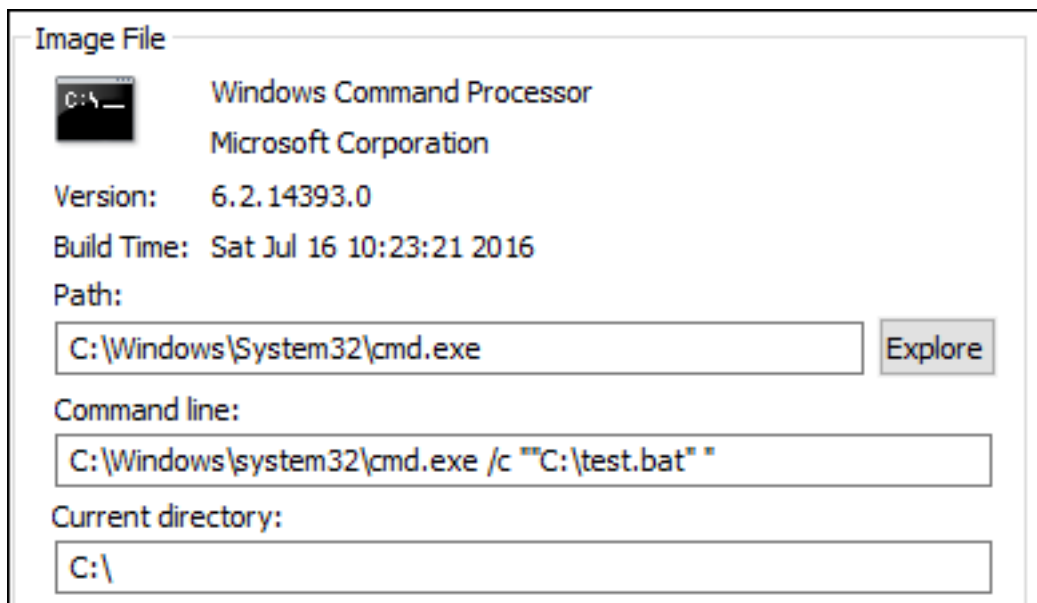 Image File
C:\
Windows Command Processor
Microsoft Corporation
Version: 6.2.14393.0
Build Time: Sat Jul 16 10:23:21 2016
Path:
C:\Windows\System32\cmd.exe Explore
Command line:
C:\Windows\system32\cmd.exe /c ""C:\test.bat" "
Current directory:
C:\